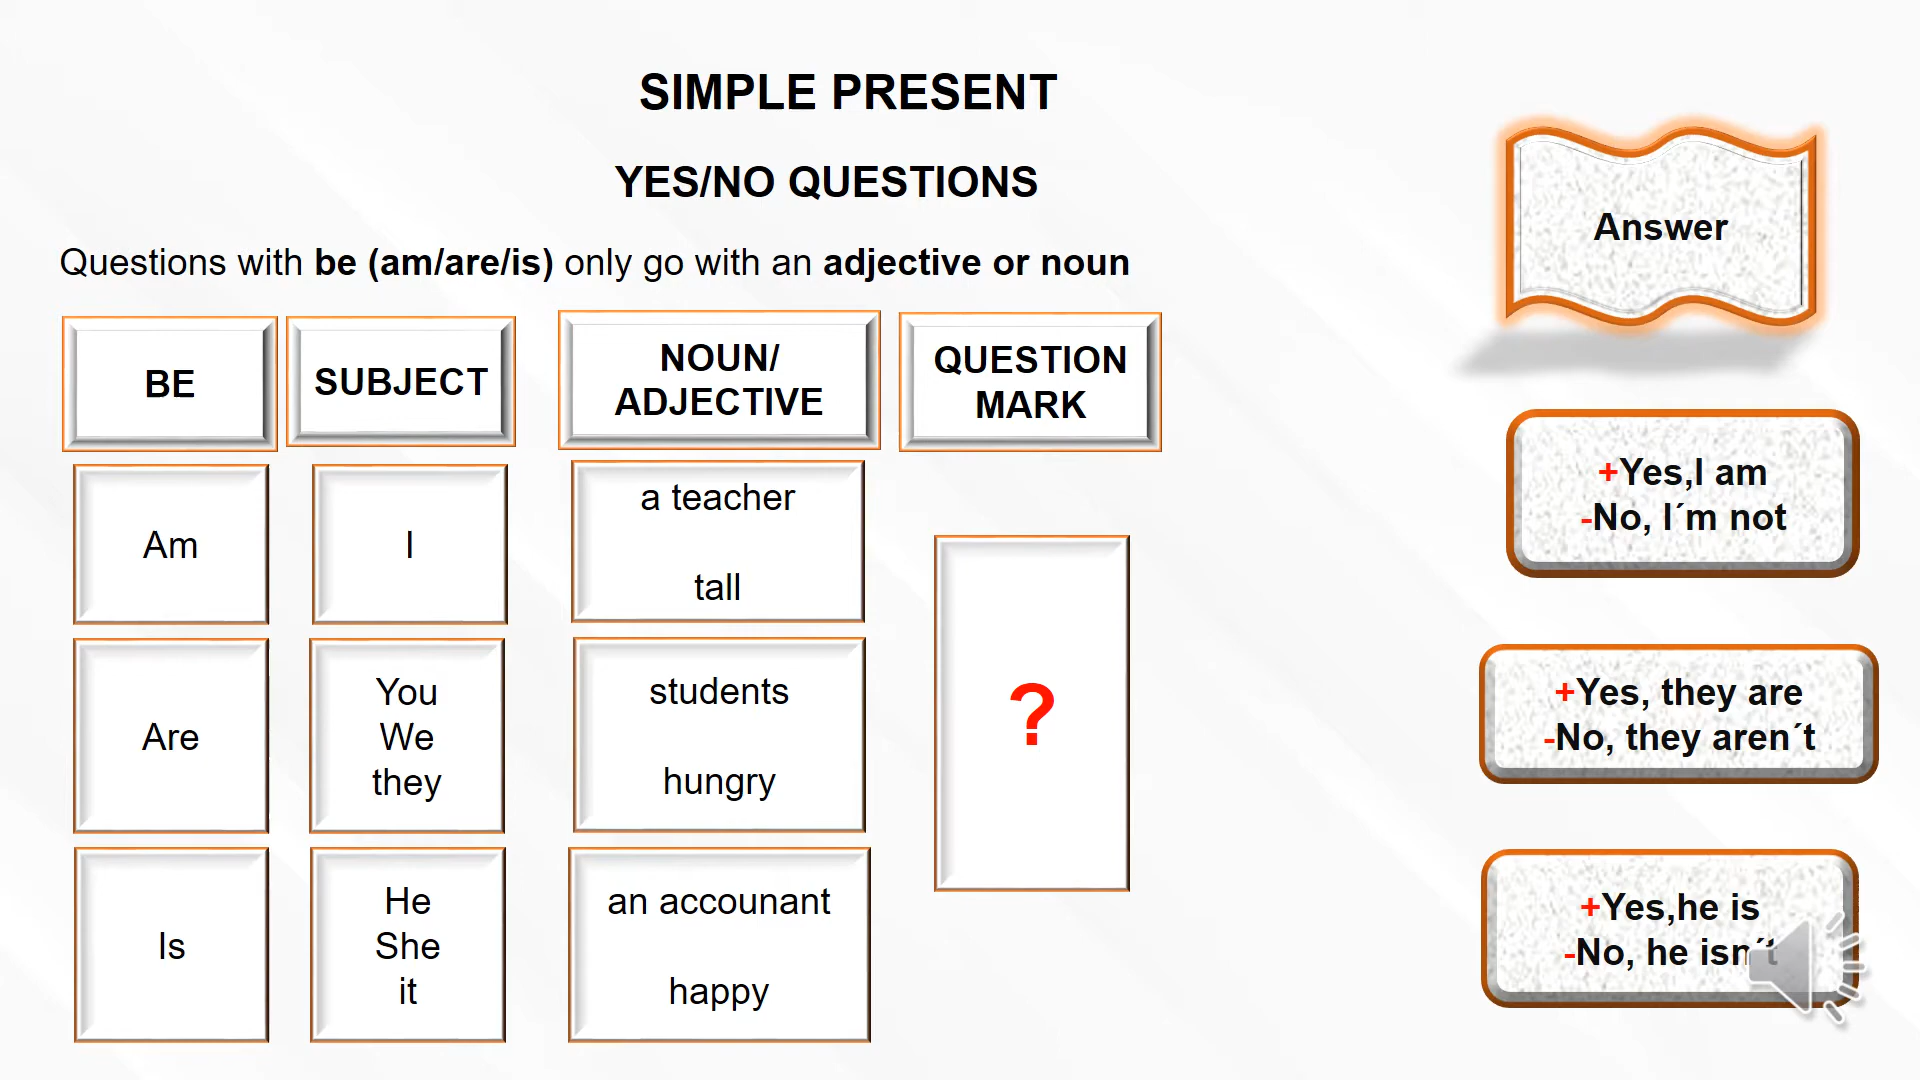 SIMPLE PRESENT
YES/NO QUESTIONS
Questions with be (am/are/is) only go with an adjective or noun
BE
SUBJECT
NOUN/
ADJECTIVE
QUESTION
MARK
Am
I
a teacher
tall
Are
You
We
they
students
hungry
Is
He
She
it
an accounant
happy
?
Answer
+Yes,I am
-No, I´m not
+Yes, they are
-No, they aren´t
+Yes,he is
-No, he isn´t